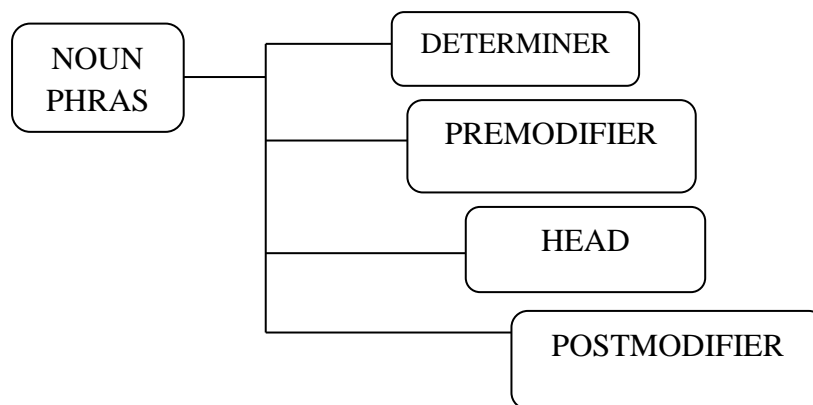 NOUN
PHRAS
DETERMINER
PREMODIFIER
HEAD
POSTMODIFIER